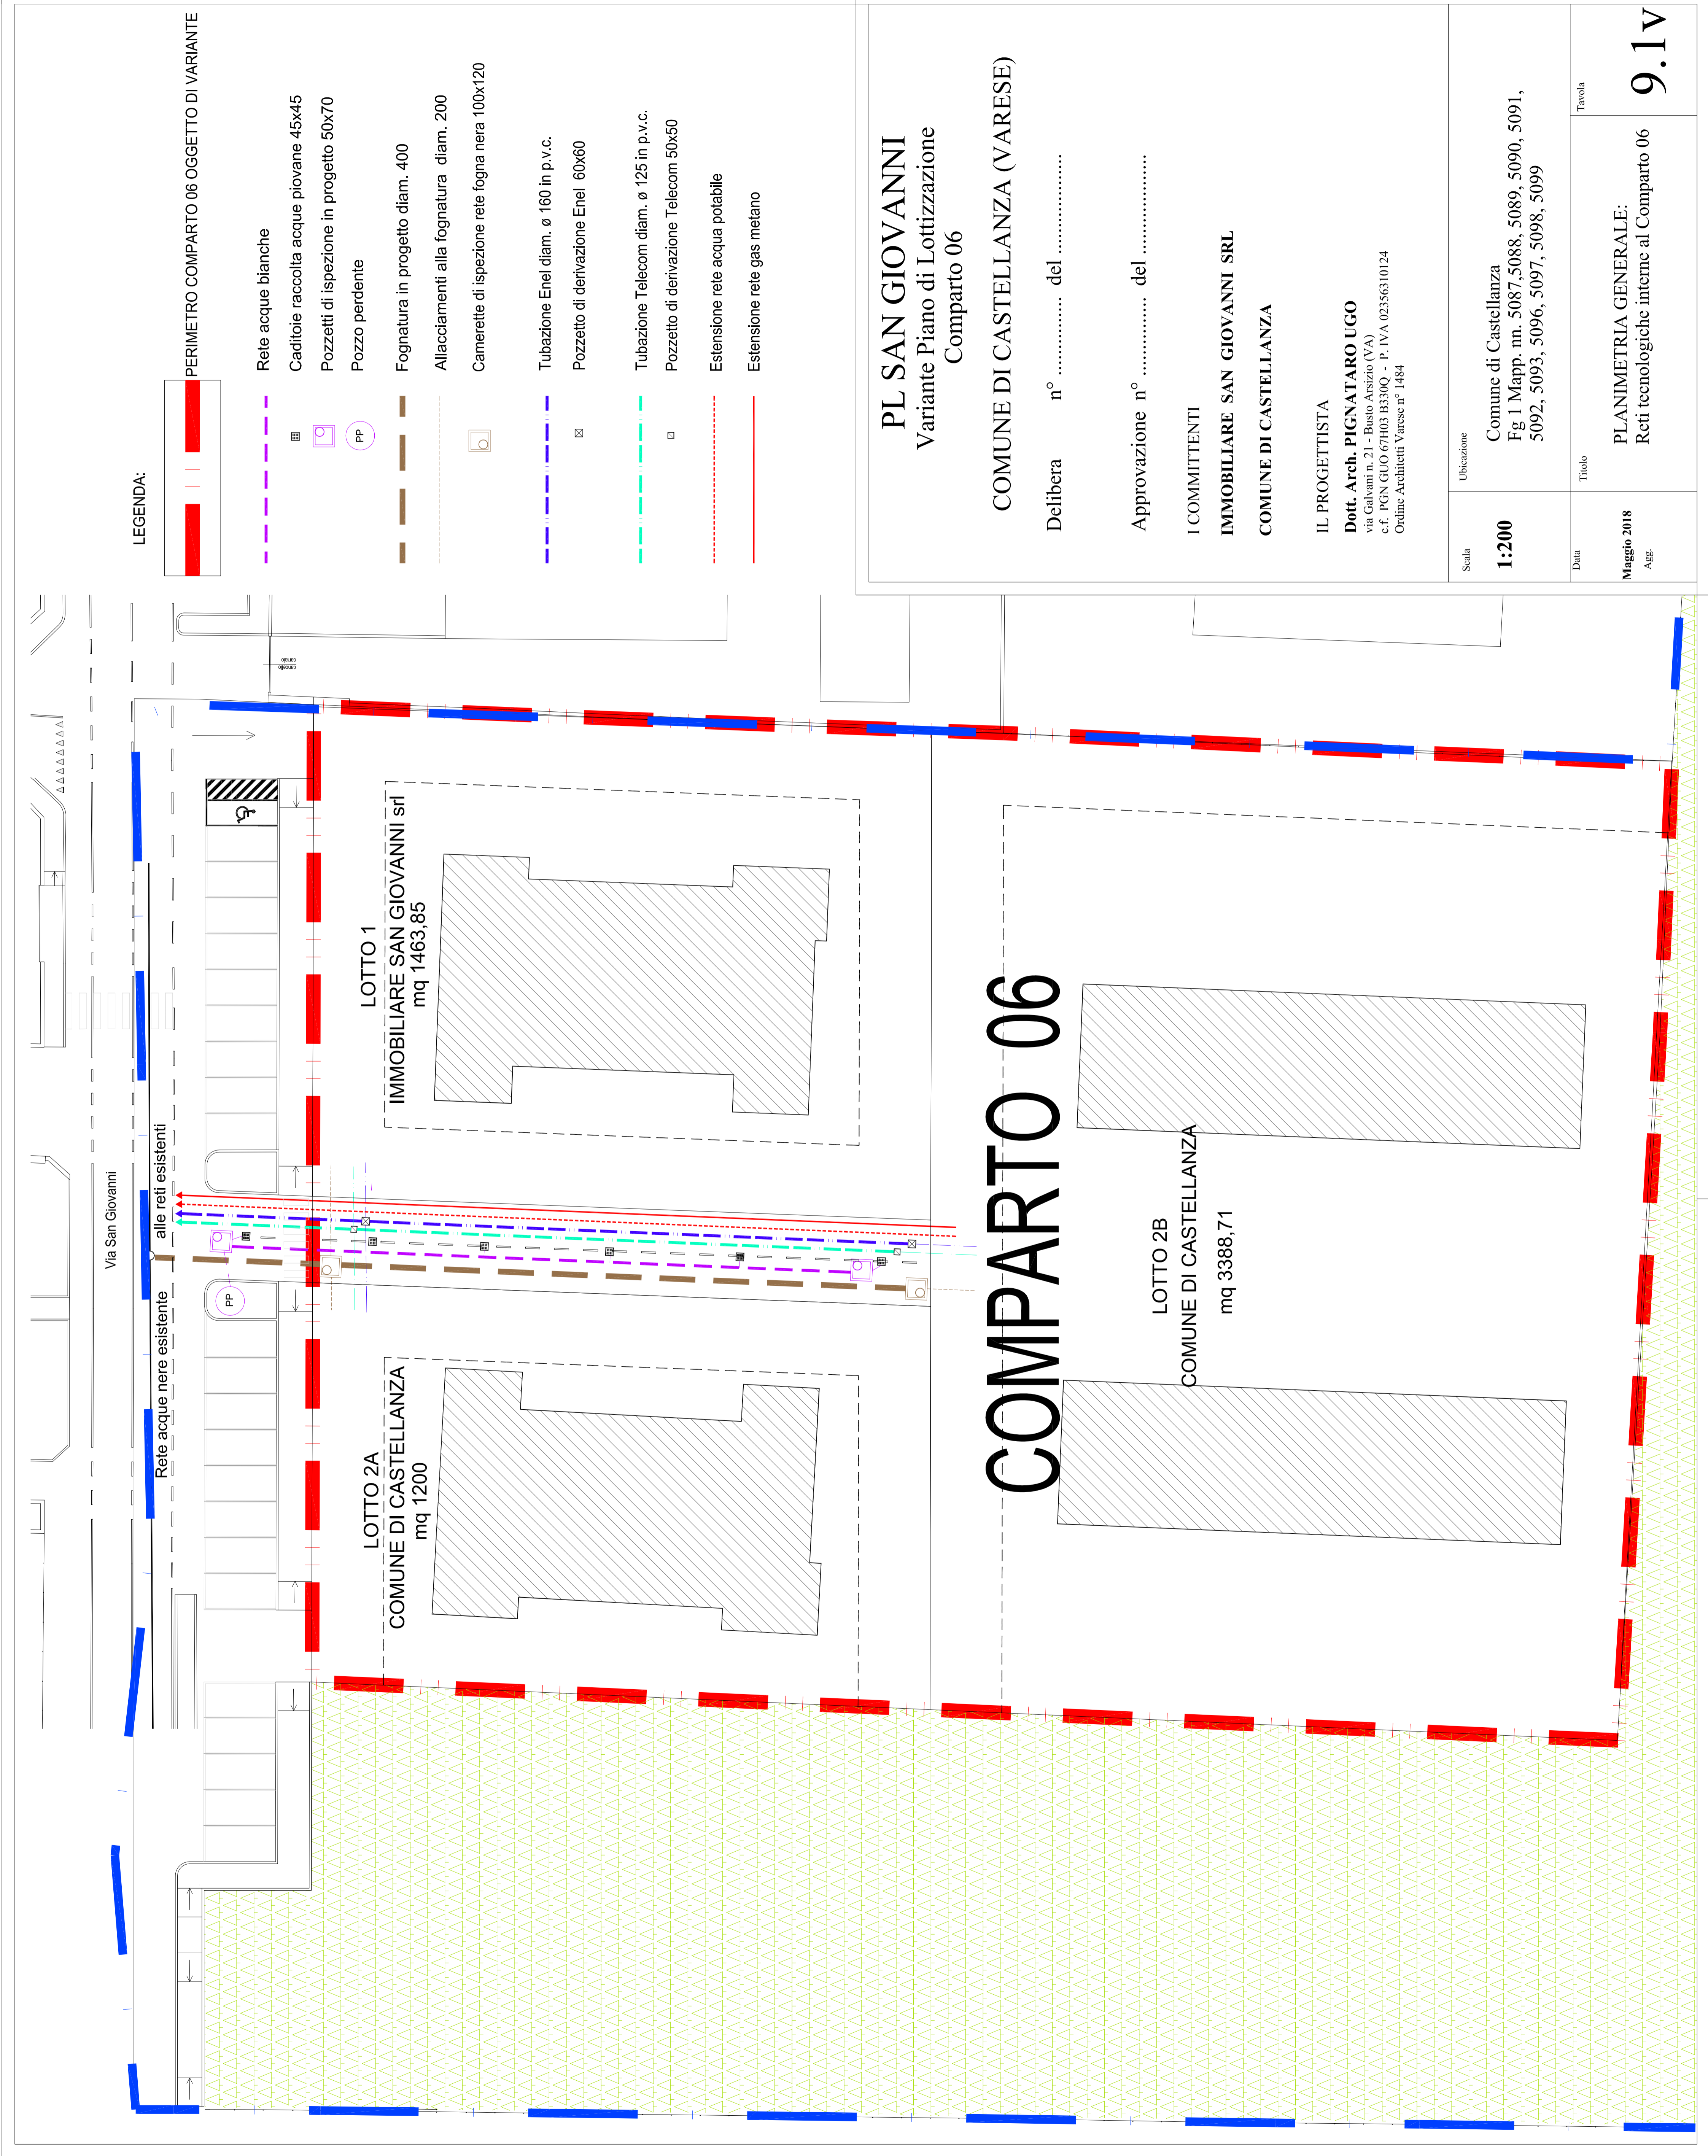 LEGENDA:
PERIMETRO COMPARTO 06 OGGETTO DI VARIANTE
Rete acque bianche
Caditoie raccolta acque piovane 45x45
Pozzetti di ispezione in progetto 50x70
PP
Pozzo perdente
Fognatura in progetto diam. 400
Allacciamenti alla fognatura diam. 200
Camerette di ispezione rete fogna nera 100x120
Tubazione Enel diam. ø 160 in p.v.c.
Pozzetto di derivazione Enel 60x60
Tubazione Telecom diam. ø 125 in p.v.c.
Pozzetto di derivazione Telecom 50x50
Estensione rete acqua potabile
Estensione rete gas metano
PL SAN GIOVANNI
Variante Piano di Lottizzazione
Comparto 06
COMUNE DI CASTELLANZA (VARESE)
Delibera n° ................ del ......................
Approvazione n° ................ del ......................
I COMMITTENTI
IMMOBILIARE SAN GIOVANNI SRL
COMUNE DI CASTELLANZA
IL PROGETTISTA
Dott. Arch. PIGNATARO UGO
via Galvani n. 21 - Busto Arsizio (VA)
c.f. PGN GUO 67H03 B330Q - P. IVA 02356310124
Ordine Architetti Varese n° 1484
Scala
1:200
Ubicazione
Comune di Castellanza
Fg 1 Mapp. nn. 5087,5088, 5089, 5090, 5091,
5092, 5093, 5096, 5097, 5098, 5099
Data
Maggio 2018
Agg.
Titolo
PLANIMETRIA GENERALE:
Reti tecnologiche interne al Comparto 06
Tavola
9.1v
Via San Giovanni
Rete acque nere esistente
alle reti esistenti
PP
cancello
carraio
LOTTO 2A
COMUNE DI CASTELLANZA
mq 1200
LOTTO 1
IMMOBILIARE SAN GIOVANNI srl
mq 1463,85
COMPARTO 06
LOTTO 2B
COMUNE DI CASTELLANZA
mq 3388,71